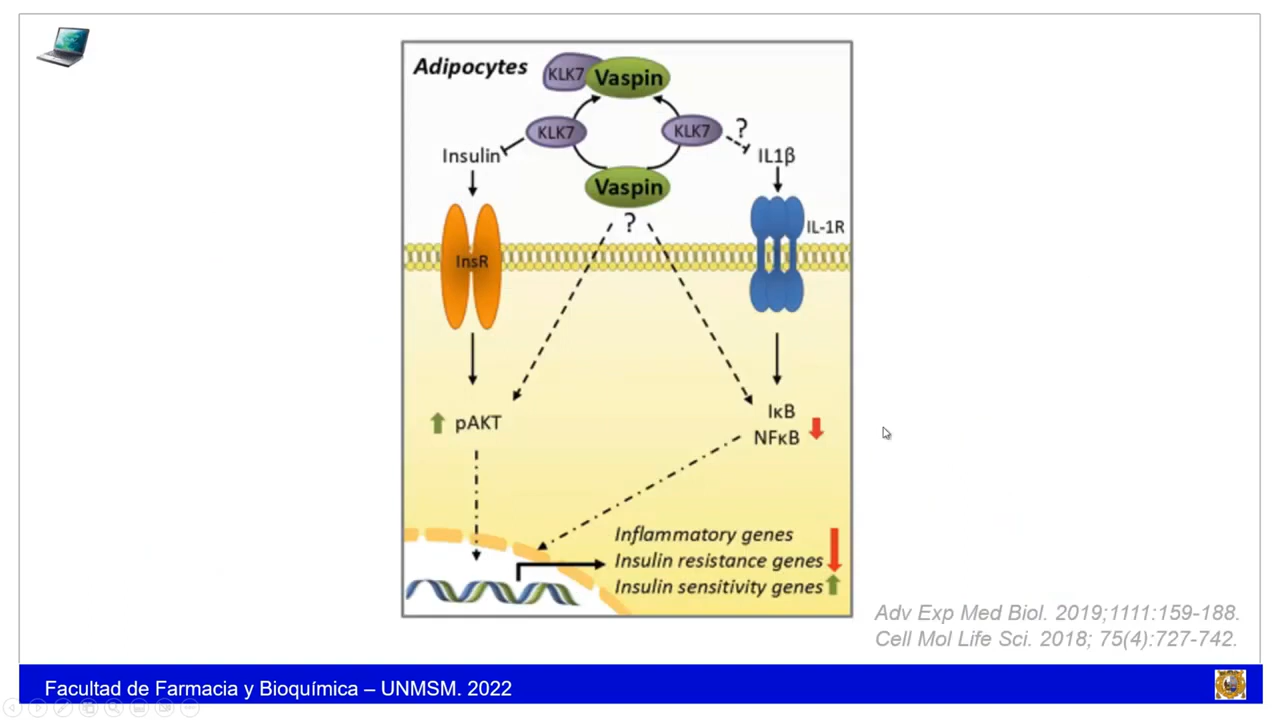 Adipocytes
KLK7
Vaspin
KLK7
KLK7
?
Insulin
IL1β
Vaspin
?
IL-1R
InsR
pAKT
IκB
NFκB
Inflammatory genes
Insulin resistance genes
Insulin sensitivity genes
Adv Exp Med Biol. 2019;1111:159-188.
Cell Mol Life Sci. 2018; 75(4):727-742.
Facultad de Farmacia y Bioquímica – UNMSM. 2022